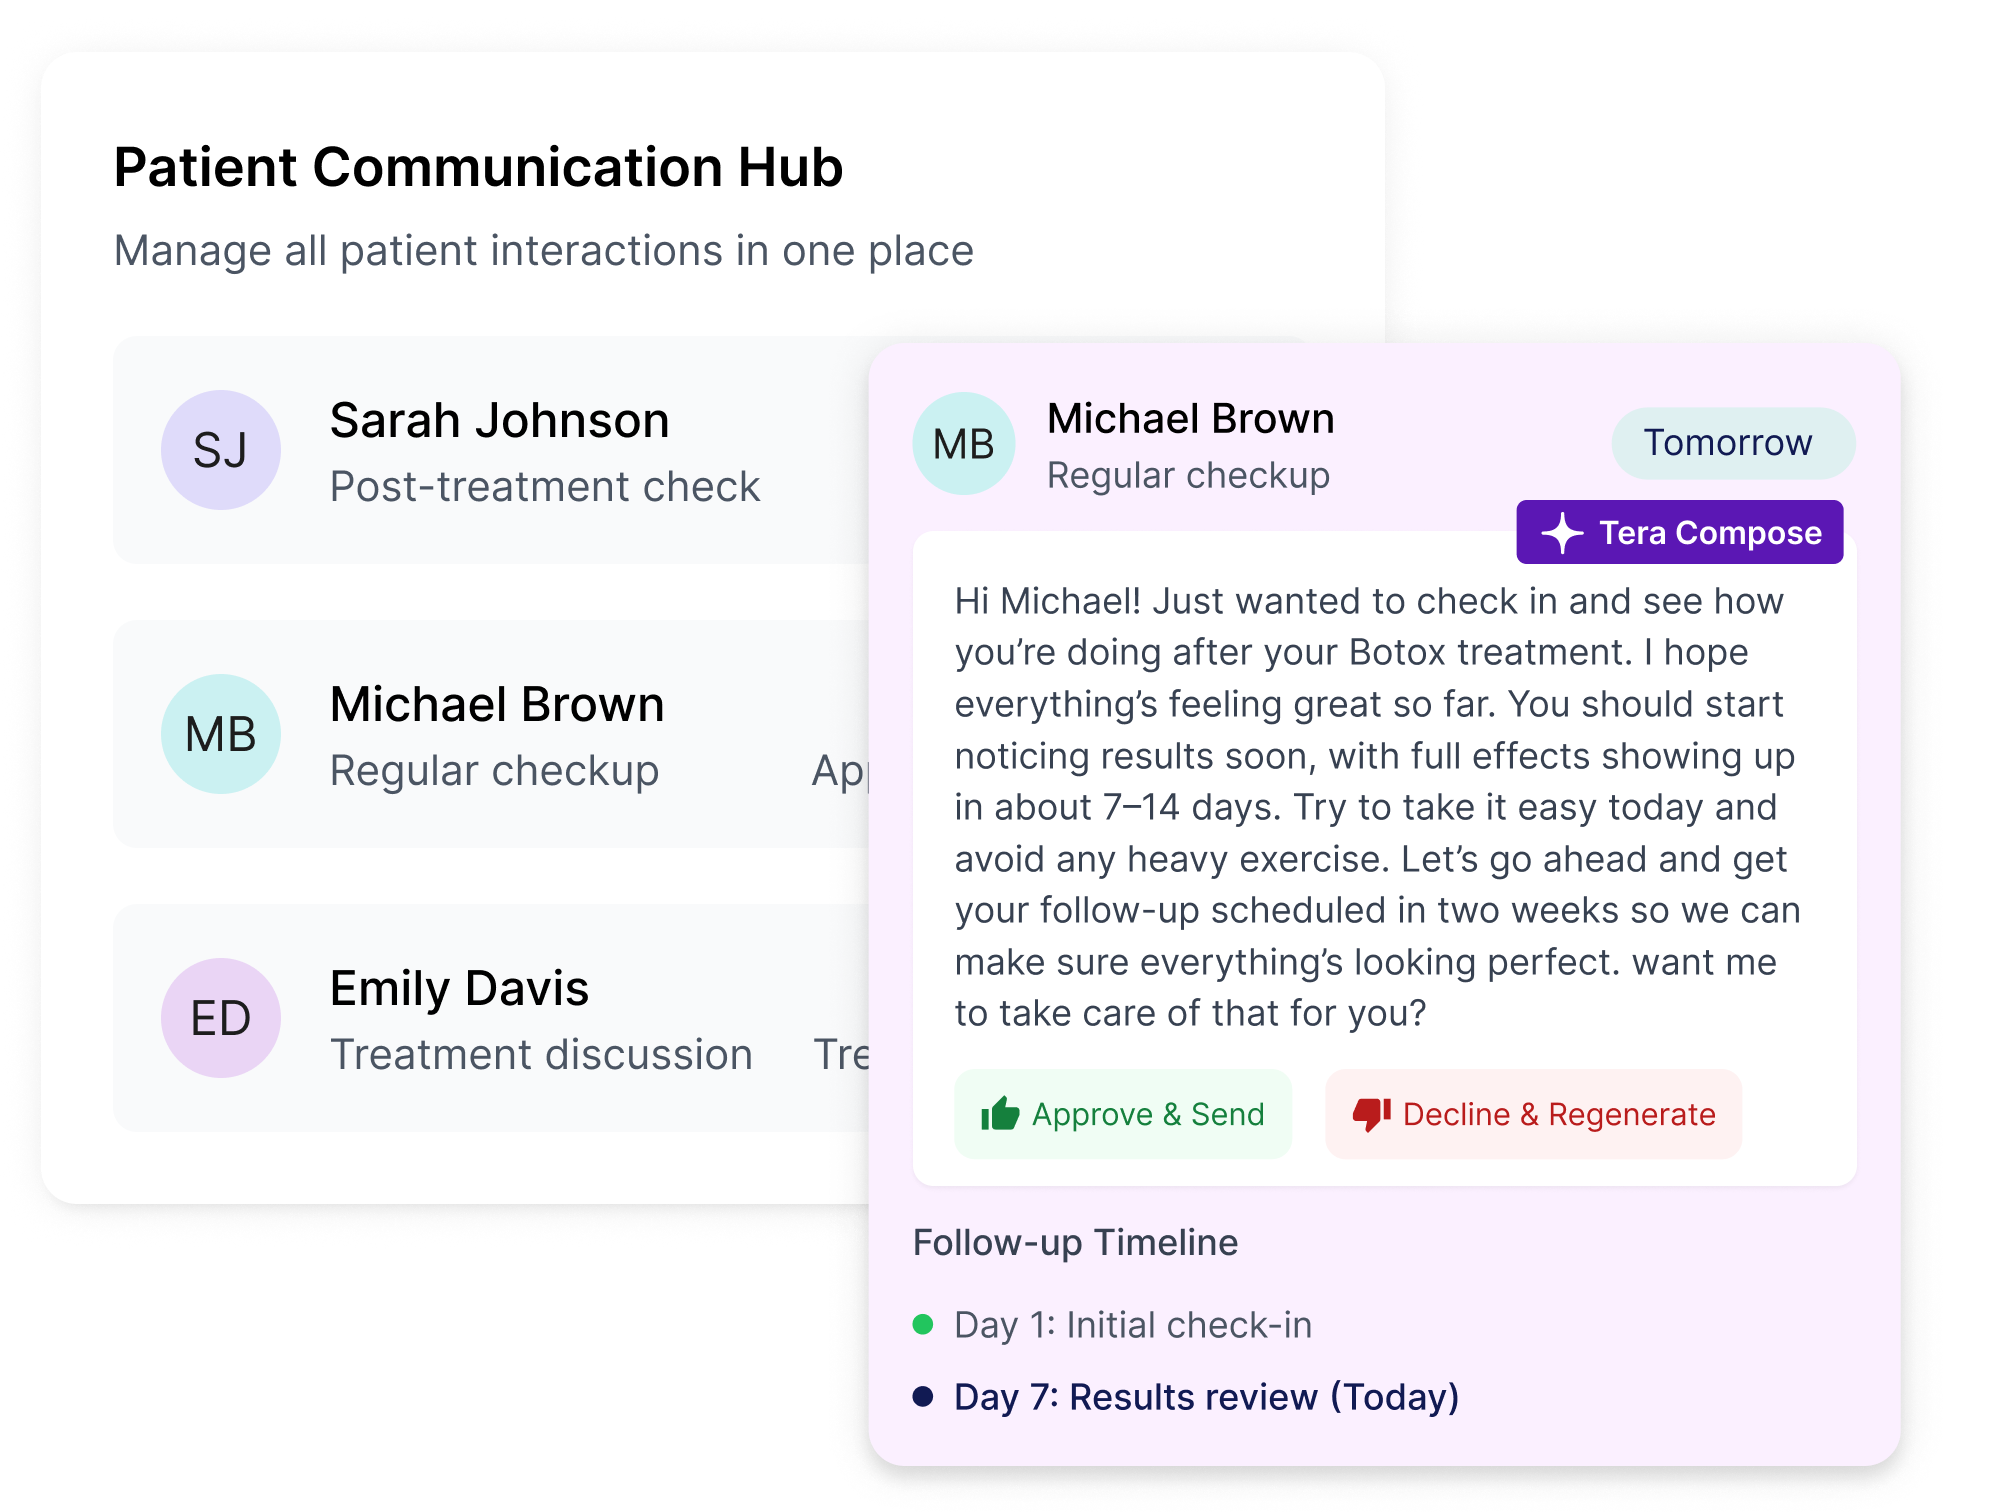 Patient Communication Hub
Manage all patient interactions in one place
SJ
Sarah Johnson
Post-treatment check
MB
Michael Brown
Regular checkup
ED
Emily Davis
Treatment discussion
MB
Michael Brown
Regular checkup
Tomorrow
Tera Compose
Hi Michael! Just wanted to check in and see how
you’re doing after your Botox treatment. I hope
everything’s feeling great so far. You should start
noticing results soon, with full effects showing up
in about 7–14 days. Try to take it easy today and
avoid any heavy exercise. Let’s go ahead and get
your follow-up scheduled in two weeks so we can
make sure everything’s looking perfect. want me
to take care of that for you?
Approve & Send
Decline & Regenerate
Follow-up Timeline
Day 1: Initial check-in
Day 7: Results review (Today)